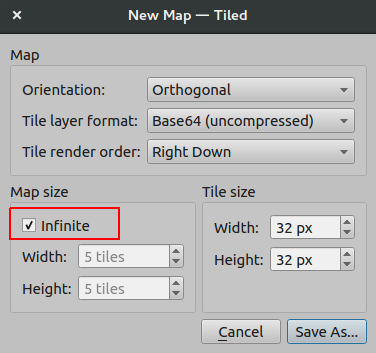 New Map — Tiled
Map
Orientation: Orthogonal
Tile layer format: Base64 (uncompressed)
Tile render order: Right Down
Map size
Infinite
Width: 5 tiles
Height: 5 tiles
Tile size
Width: 32 px
Height: 32 px
Cancel
Save As...